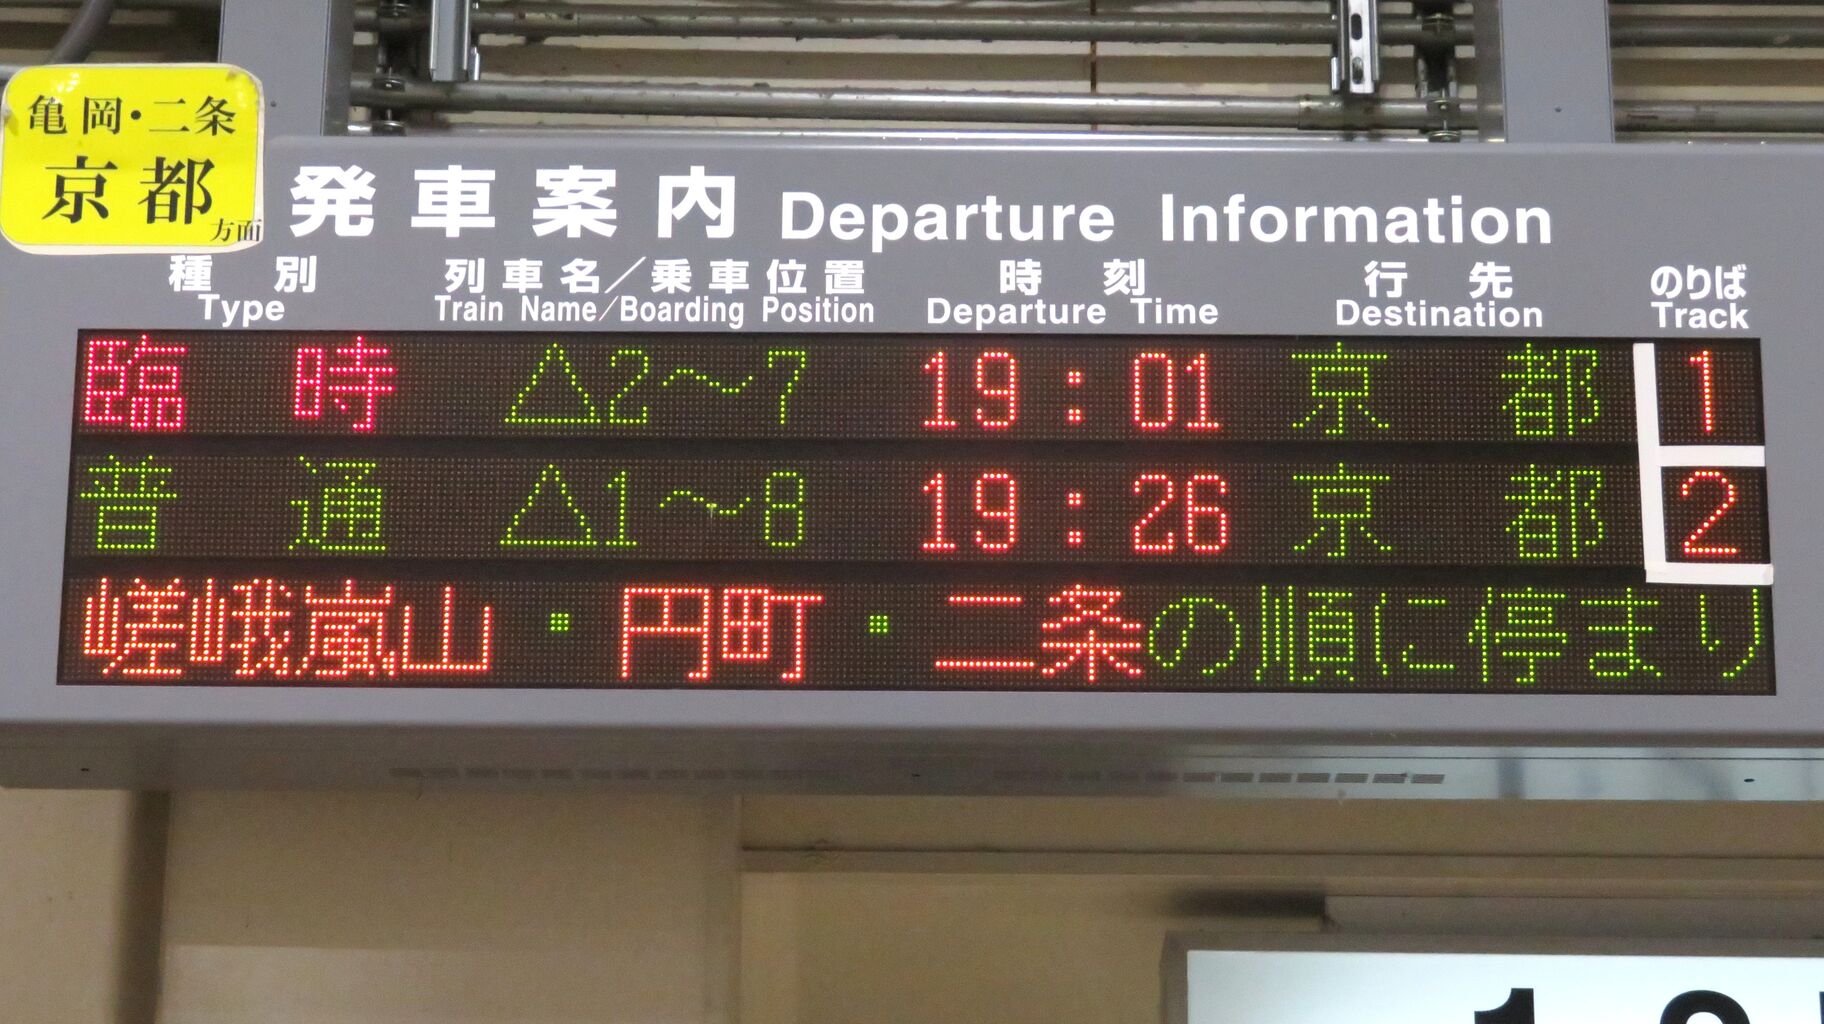 亀岡・二条
京都
方面
発車案内 Departure Information
種別 列車名／乗車位置 時刻 行先 のりば
Type Train Name／Boarding Position Departure Time Destination Track
臨時 △2～7 19:01 京都 1
普通 △1～8 19:26 京都 2
嵯峨嵐山・円町・二条の順に停まり